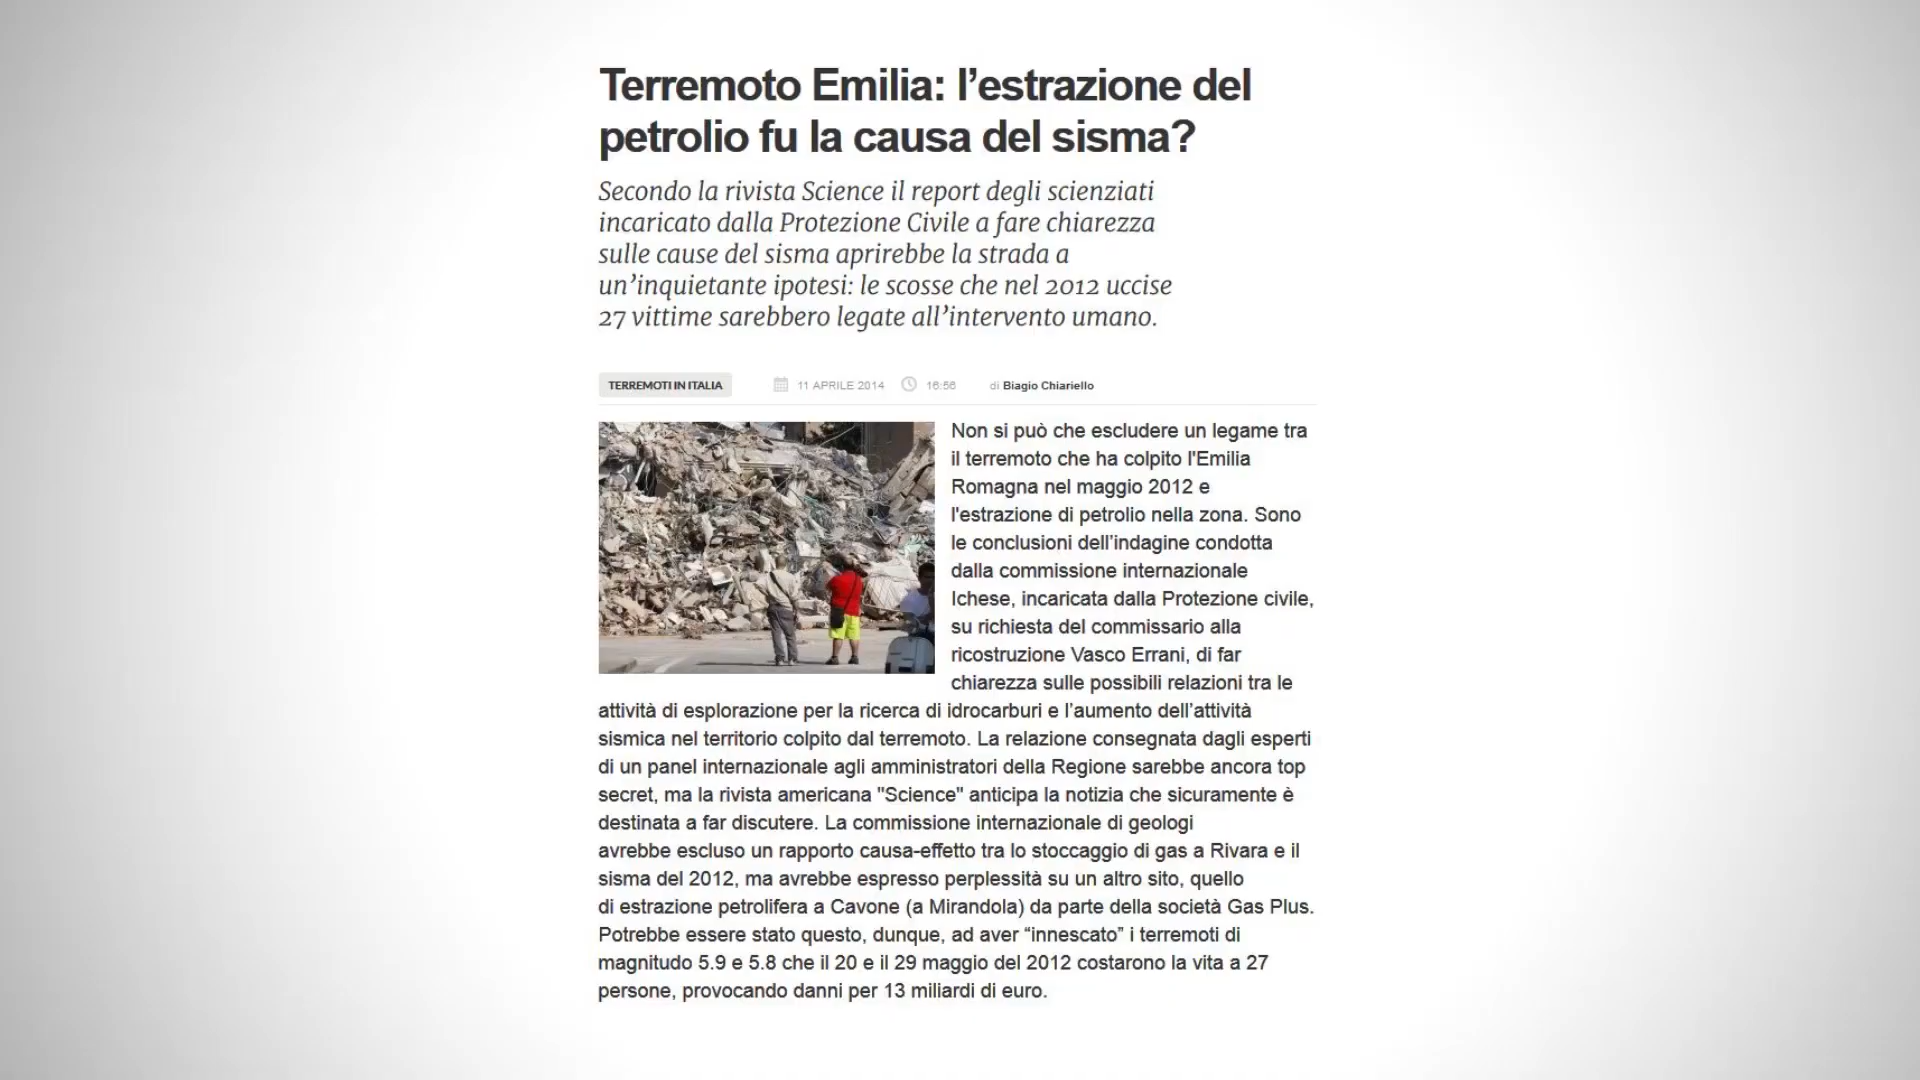 Terremoto Emilia: l’estrazione del
petrolio fu la causa del sisma?
Secondo la rivista Science il report degli scienziati
incaricato dalla Protezione Civile a fare chiarezza
sulle cause del sisma aprirebbe la strada a
un’inquietante ipotesi: le scosse che nel 2012 uccise
27 vittime sarebbero legate all’intervento umano.
TERREMOTI IN ITALIA 11 APRILE 2014 16:56 di Biagio Chiariello
Non si può che escludere un legame tra
il terremoto che ha colpito l'Emilia
Romagna nel maggio 2012 e
l'estrazione di petrolio nella zona. Sono
le conclusioni dell’indagine condotta
dalla commissione internazionale
Ichese, incaricata dalla Protezione civile,
su richiesta del commissario alla
ricostruzione Vasco Errani, di far
chiarezza sulle possibili relazioni tra le
attività di esplorazione per la ricerca di idrocarburi e l’aumento dell’attività
sismica nel territorio colpito dal terremoto. La relazione consegnata dagli esperti
di un panel internazionale agli amministratori della Regione sarebbe ancora top
secret, ma la rivista americana "Science" anticipa la notizia che sicuramente è
destinata a far discutere. La commissione internazionale di geologi
avrebbe escluso un rapporto causa-effetto tra lo stoccaggio di gas a Rivara e il
sisma del 2012, ma avrebbe espresso perplessità su un altro sito, quello
di estrazione petrolifera a Cavone (a Mirandola) da parte della società Gas Plus.
Potrebbe essere stato questo, dunque, ad aver “innescato” i terremoti di
magnitudo 5.9 e 5.8 che il 20 e il 29 maggio del 2012 costarono la vita a 27
persone, provocando danni per 13 miliardi di euro.